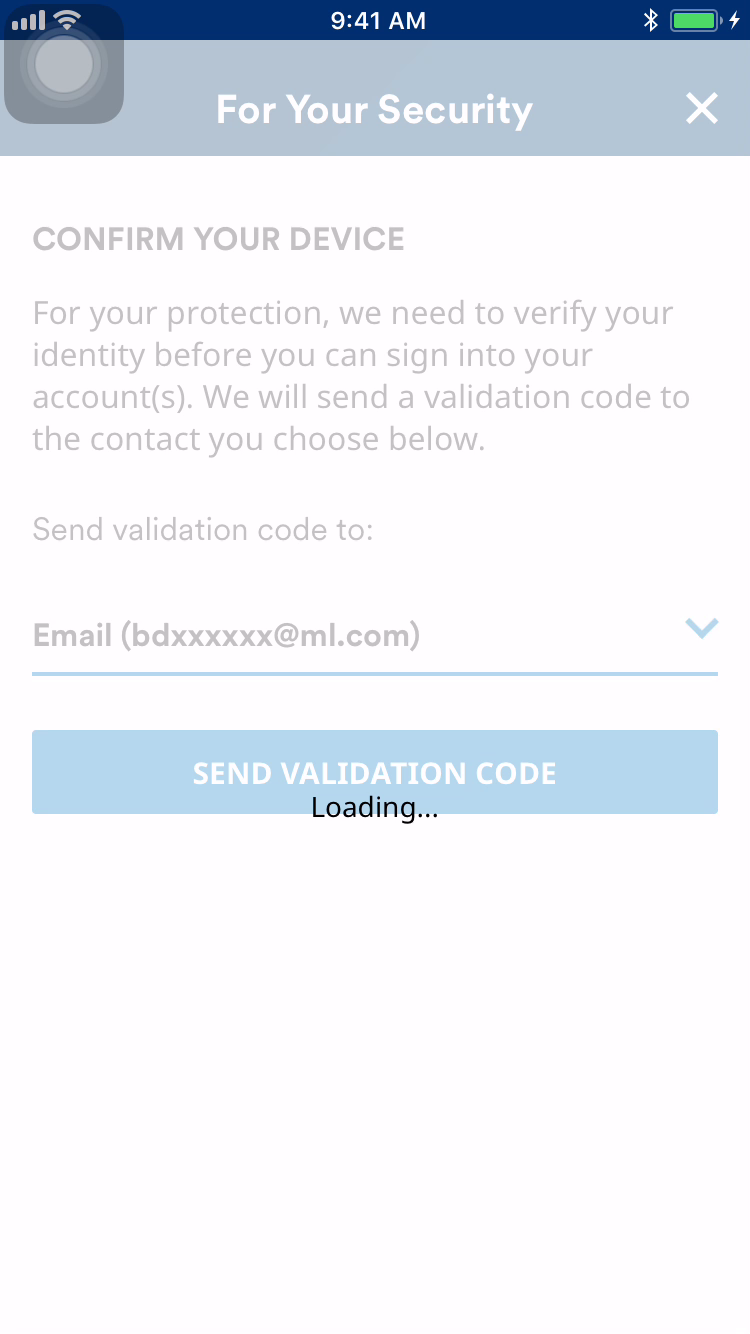 9:41 AM
For Your Security
CONFIRM YOUR DEVICE
For your protection, we need to verify your
identity before you can sign into your
account(s). We will send a validation code to
the contact you choose below.
Send validation code to:
Email (bdxxxxxx@ml.com)
SEND VALIDATION CODE
Loading...